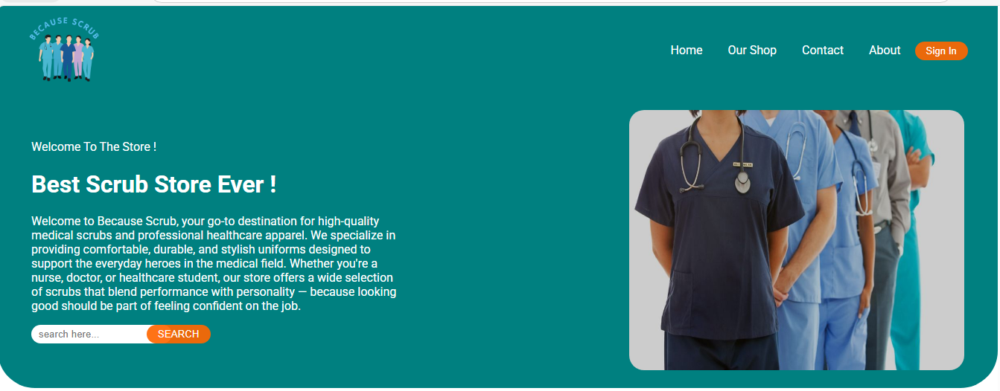 BECAUSE SCRUB
Home
Our Shop
Contact
About
Sign In
Welcome To The Store !
Best Scrub Store Ever !
Welcome to Because Scrub, your go-to destination for high-quality
medical scrubs and professional healthcare apparel. We specialize in
providing comfortable, durable, and stylish uniforms designed to
support the everyday heroes in the medical field. Whether you're a
nurse, doctor, or healthcare student, our store offers a wide selection
of scrubs that blend performance with personality — because looking
good should be part of feeling confident on the job.
search here...
SEARCH